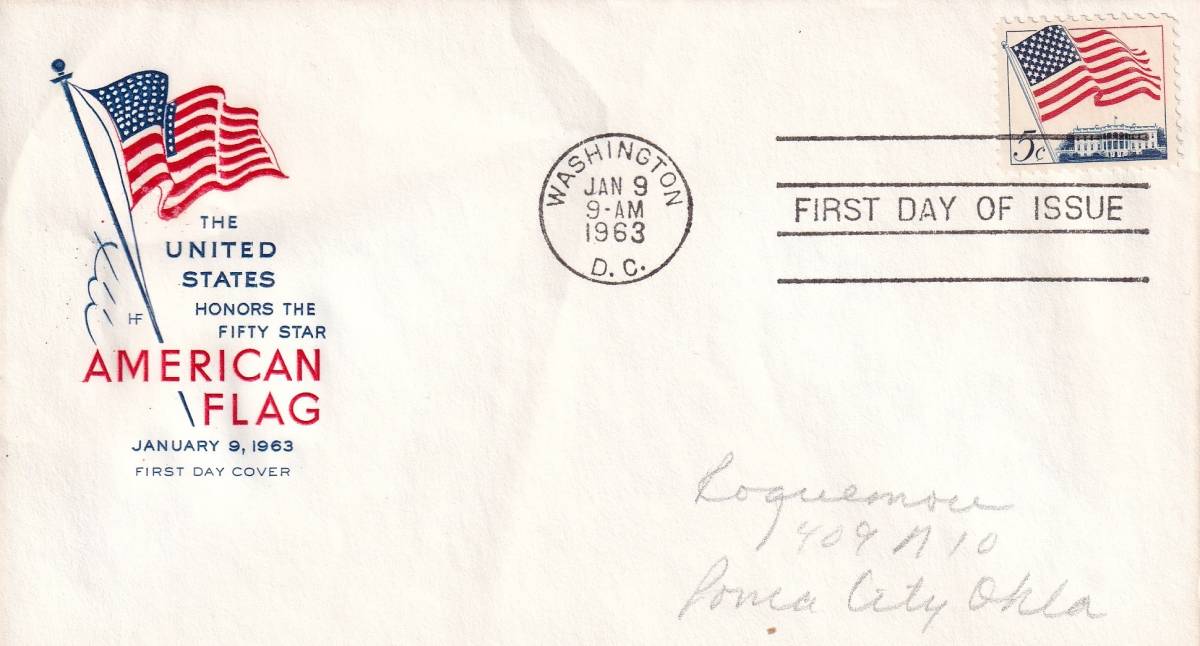 THE
UNITED
STATES
HONORS THE
FIFTY STAR
AMERICAN
FLAG
JANUARY 9, 1963
FIRST DAY COVER
HF
WASHINGTON
JAN 9
9-AM
1963
D. C.
5c
FIRST DAY OF ISSUE
Roquemore
409 N 10
Ponca City Okla